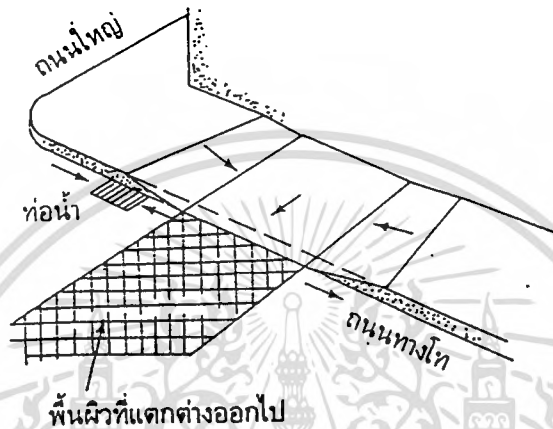 ถนนใหญ่
ท่อน้ำ
ถนนทางโท
พื้นผิวที่แตกต่างออกไป